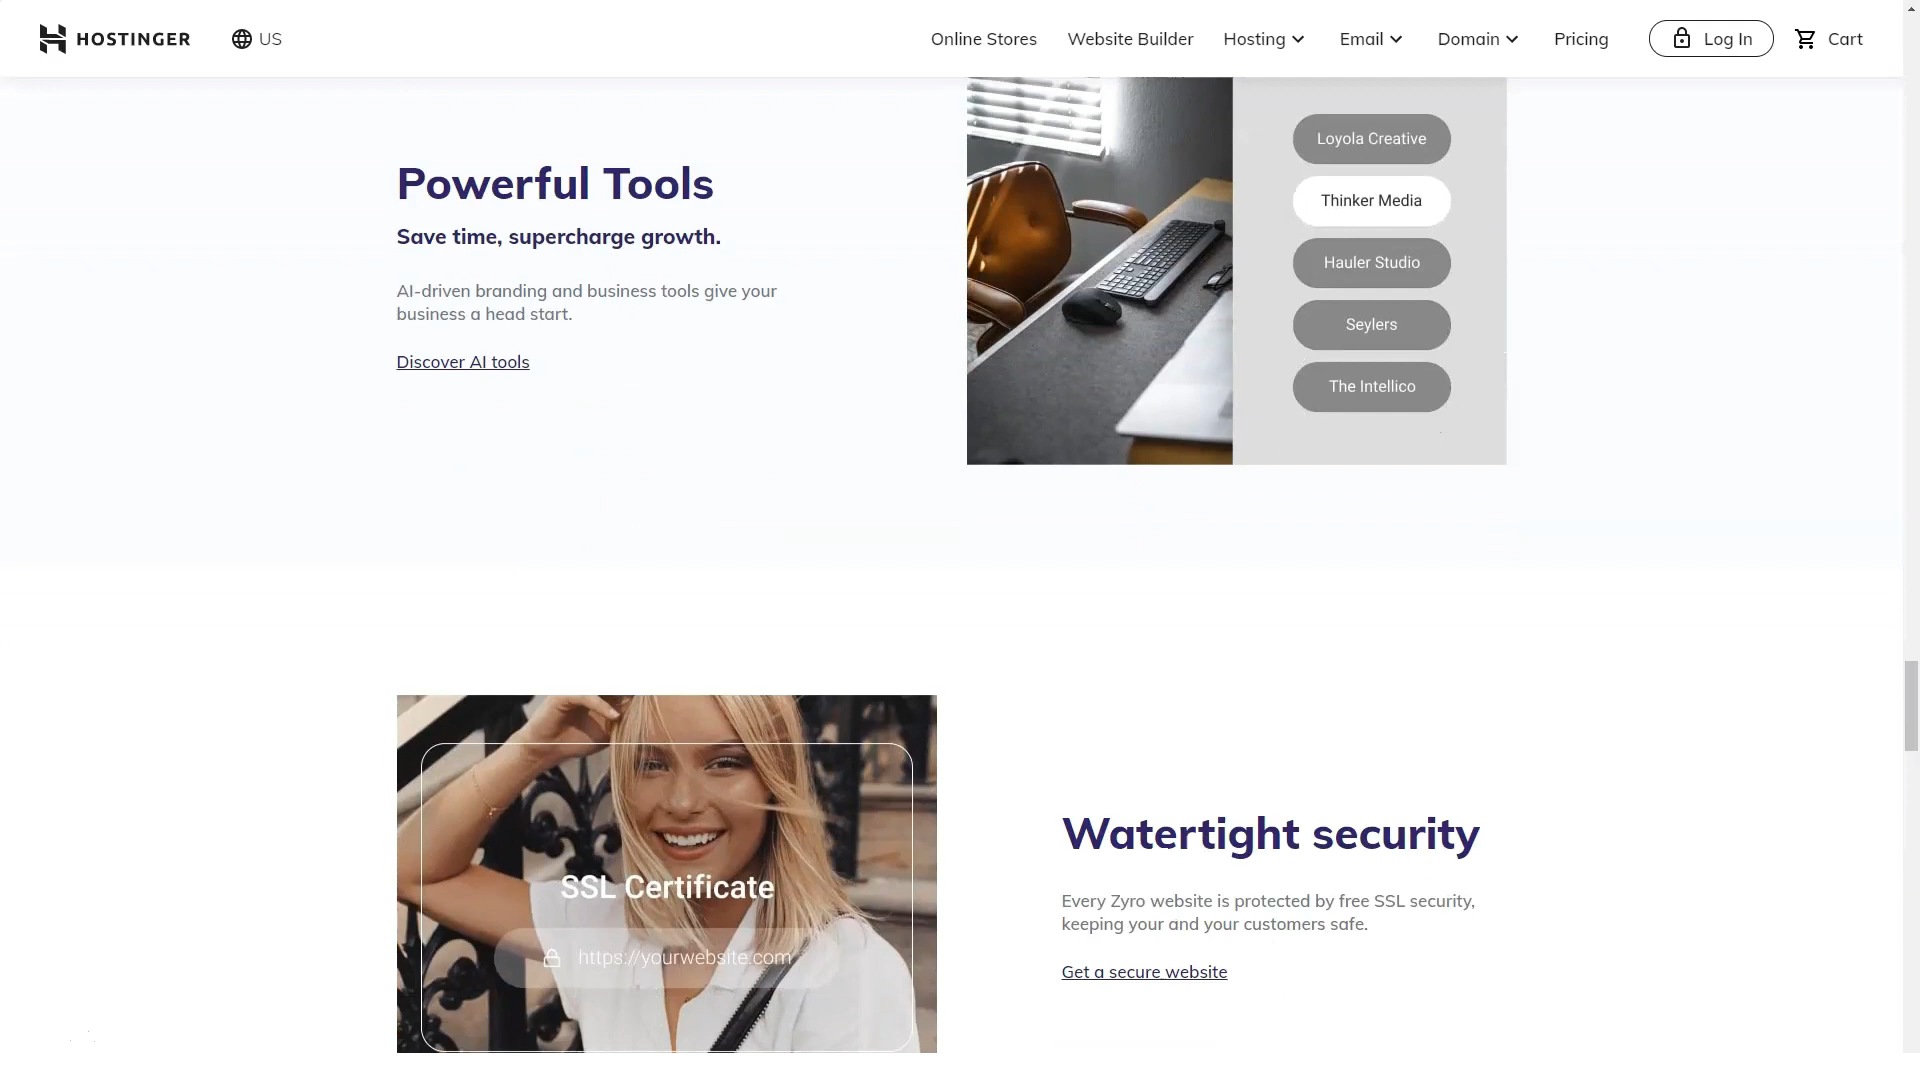 HOSTINGER
US
Online Stores
Website Builder
Hosting
Email
Domain
Pricing
Log In
Cart
Powerful Tools
Save time, supercharge growth.
AI-driven branding and business tools give your
business a head start.
Discover AI tools
Loyola Creative
Thinker Media
Hauler Studio
Seylers
The Intellico
SSL Certificate
https://yourwebsite.com
Watertight security
Every Zyro website is protected by free SSL security,
keeping your and your customers safe.
Get a secure website